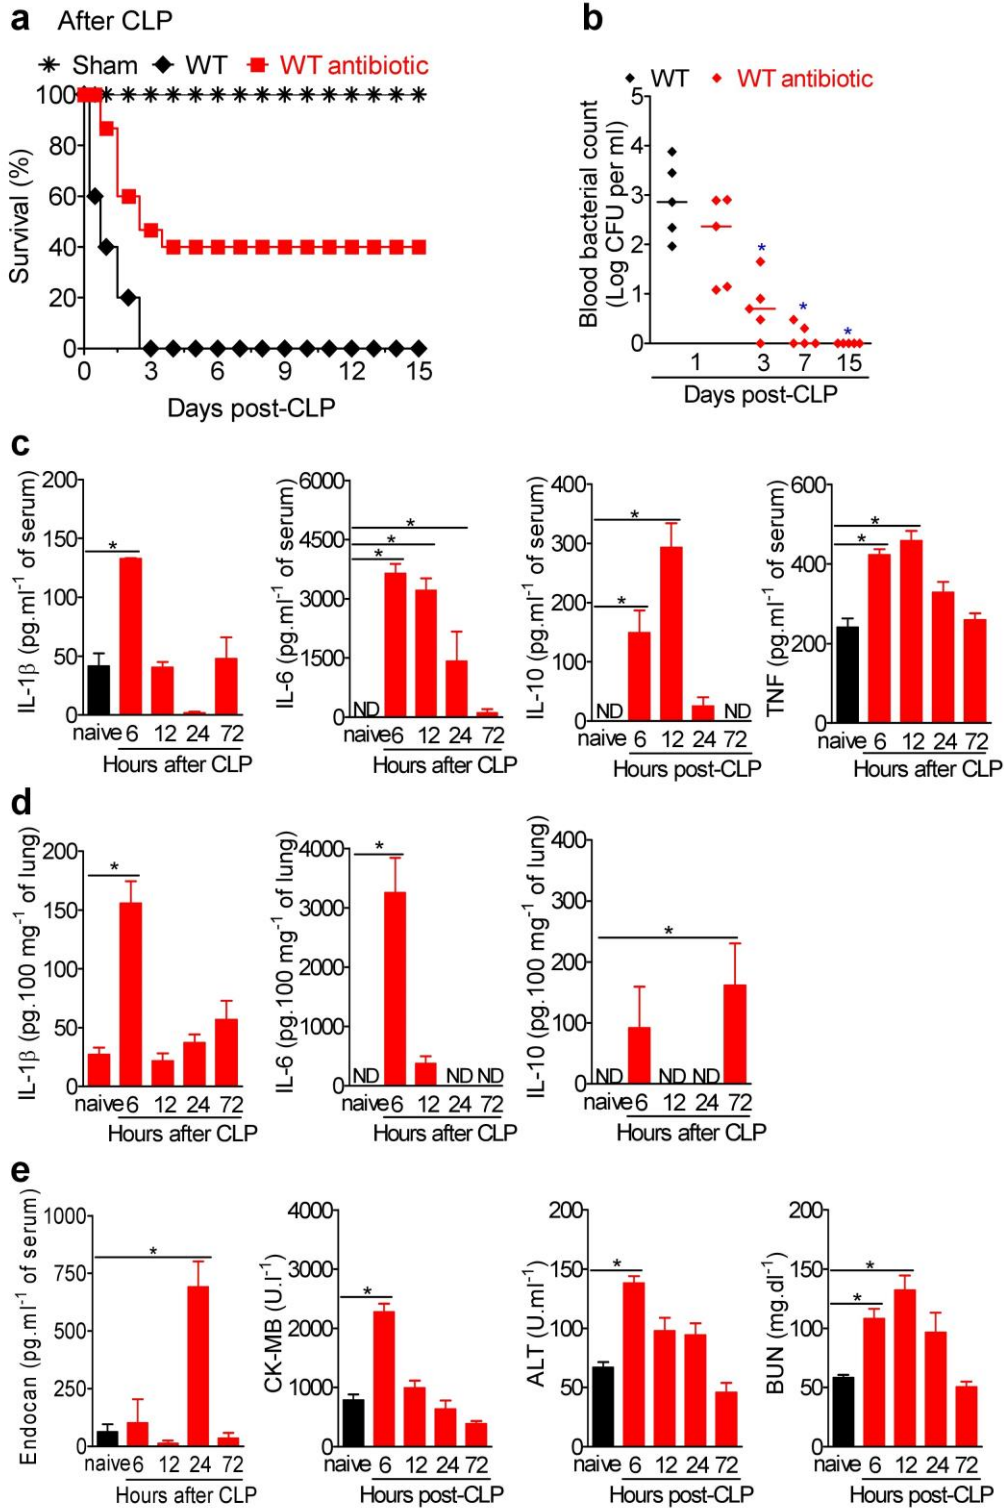 a After CLP
Sham WT WT antibiotic
Survival (%)
100
80
60
40
20
0
0 3 6 9 12 15
Days post-CLP
b
WT WT antibiotic
Blood bacterial count
(Log CFU per ml)
5
4
3
2
1
0
* * *
1 3 7 15
Days post-CLP
c
IL-1β (pg.ml-1 of serum)
200
150
100
50
0
*
naive 6 12 24 72
Hours after CLP
IL-6 (pg.ml-1 of serum)
6000
4500
3000
1500
0
*
*
*
ND
naive 6 12 24 72
Hours after CLP
IL-10 (pg.ml-1 of serum)
400
300
200
100
0
*
*
ND ND
naive 6 12 24 72
Hours post-CLP
TNF (pg.ml-1 of serum)
600
400
200
0
*
*
naive 6 12 24 72
Hours after CLP
d
IL-1β (pg.100 mg-1 of lung)
200
150
100
50
0
*
naive 6 12 24 72
Hours after CLP
IL-6 (pg.100 mg-1 of lung)
4000
3000
2000
1000
0
*
ND ND ND
naive 6 12 24 72
Hours after CLP
IL-10 (pg.100 mg-1 of lung)
400
300
200
100
0
*
ND ND ND
naive 6 12 24 72
Hours after CLP
e
Endocan (pg.ml-1 of serum)
1000
750
500
250
0
*
naive 6 12 24 72
Hours after CLP
CK-MB (U.l-1)
4000
3000
2000
1000
0
*
naive 6 12 24 72
Hours post-CLP
ALT (U.ml-1)
200
150
100
50
0
*
naive 6 12 24 72
Hours post-CLP
BUN (mg.dl-1)
200
150
100
50
0
*
*
naive 6 12 24 72
Hours post-CLP